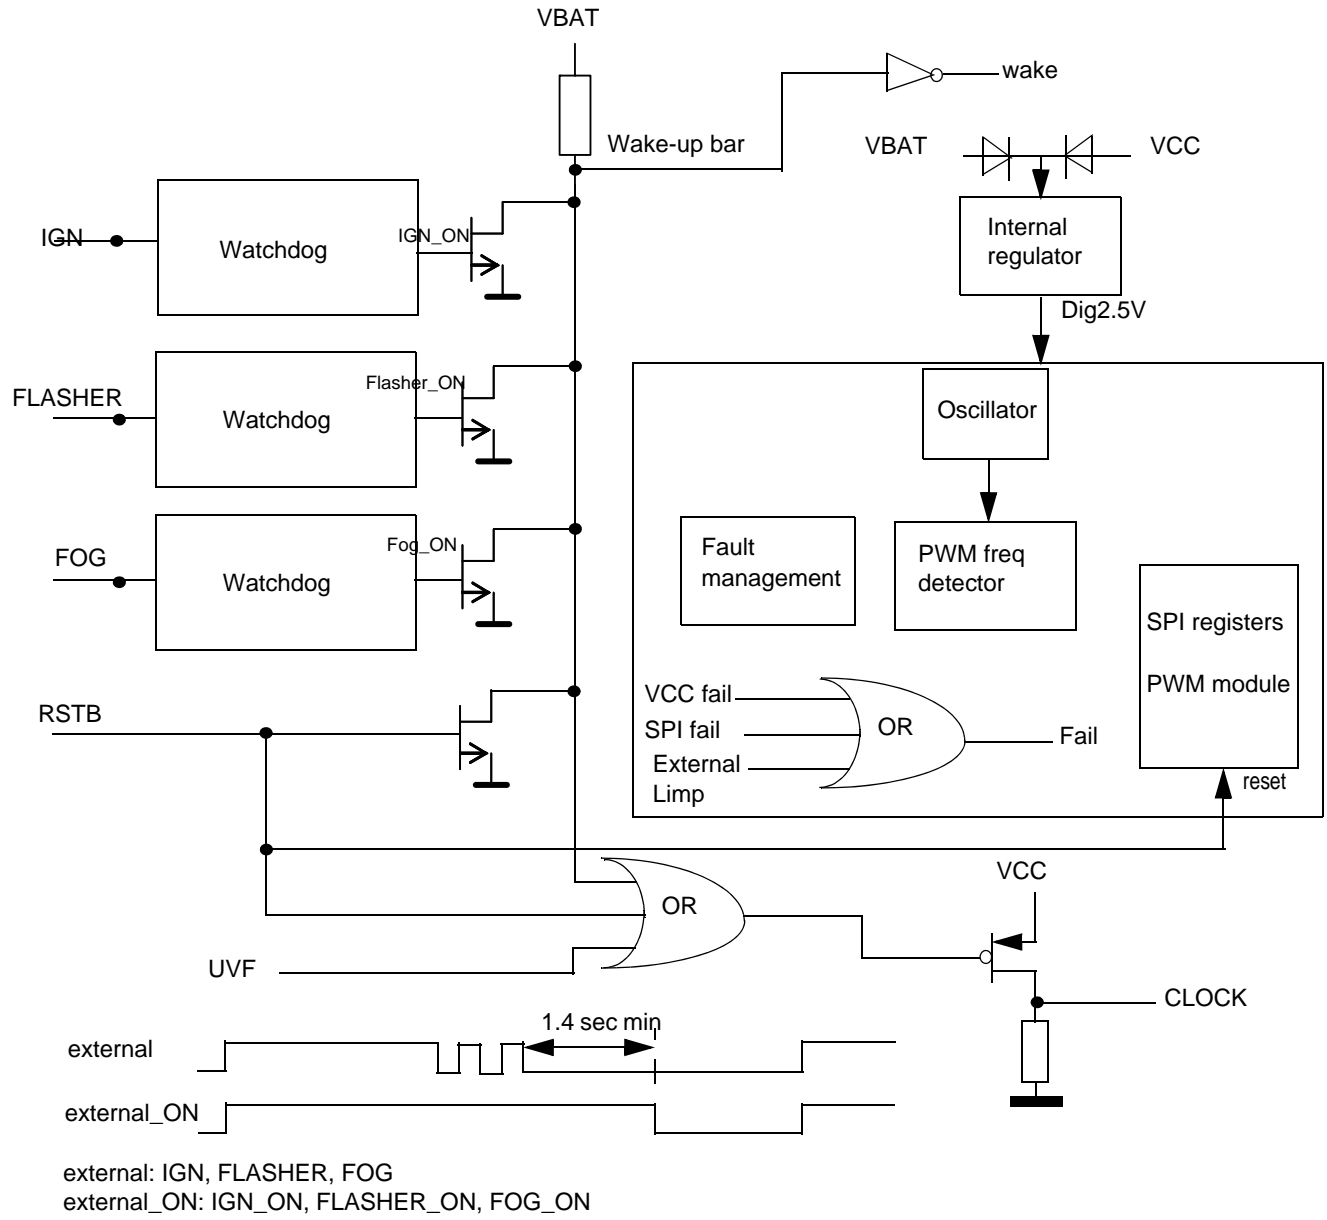 VBAT
wake
Wake-up bar
VBAT
VCC
IGN
Watchdog
IGN_ON
Internal
regulator
Dig2.5V
FLASHER
Watchdog
Flasher_ON
Oscillator
FOG
Watchdog
Fog_ON
Fault
management
PWM freq
detector
SPI registers
PWM module
RSTB
VCC fail
SPI fail
External
Limp
OR
Fail
reset
VCC
OR
UVF
CLOCK
1.4 sec min
external
external_ON
external: IGN, FLASHER, FOG
external_ON: IGN_ON, FLASHER_ON, FOG_ON